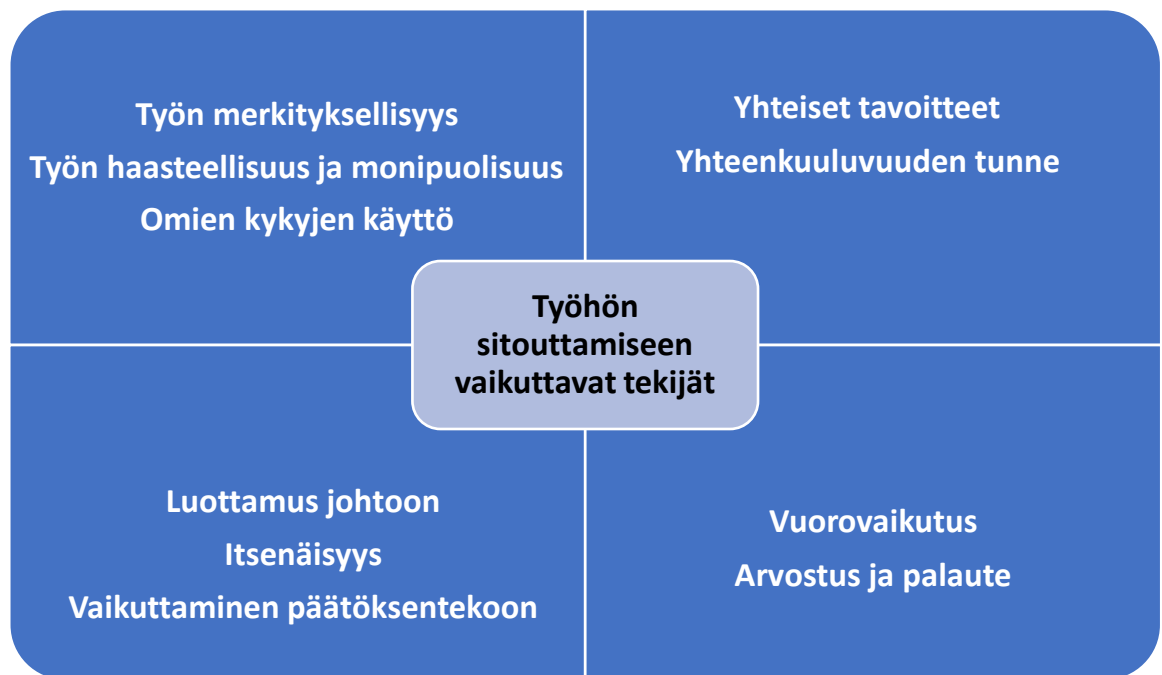 Työn merkityksellisyys
Työn haasteellisuus ja monipuolisuus
Omien kykyjen käyttö
Yhteiset tavoitteet
Yhteenkuuluvuuden tunne
Työhön
sitouttamiseen
vaikuttavat tekijät
Luottamus johtoon
Itsenäisyys
Vaikuttaminen päätöksentekoon
Vuorovaikutus
Arvostus ja palaute